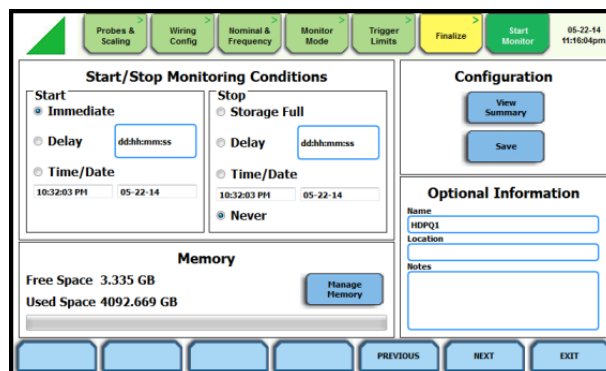 Probes &
Scaling
Wiring
Config
Nominal &
Frequency
Monitor
Mode
Trigger
Limits
Finalize
Start
Monitor
05-22-14
11:16:04pm
Start/Stop Monitoring Conditions
Start
Immediate
Delay
dd:hh:mm:ss
Time/Date
10:32:03 PM
05-22-14
Stop
Storage Full
Delay
dd:hh:mm:ss
Time/Date
10:32:03 PM
05-22-14
Never
Configuration
View
Summary
Save
Memory
Free Space 3.335 GB
Used Space 4092.669 GB
Manage
Memory
Optional Information
Name
HDPQ1
Location
Notes
PREVIOUS
NEXT
EXIT